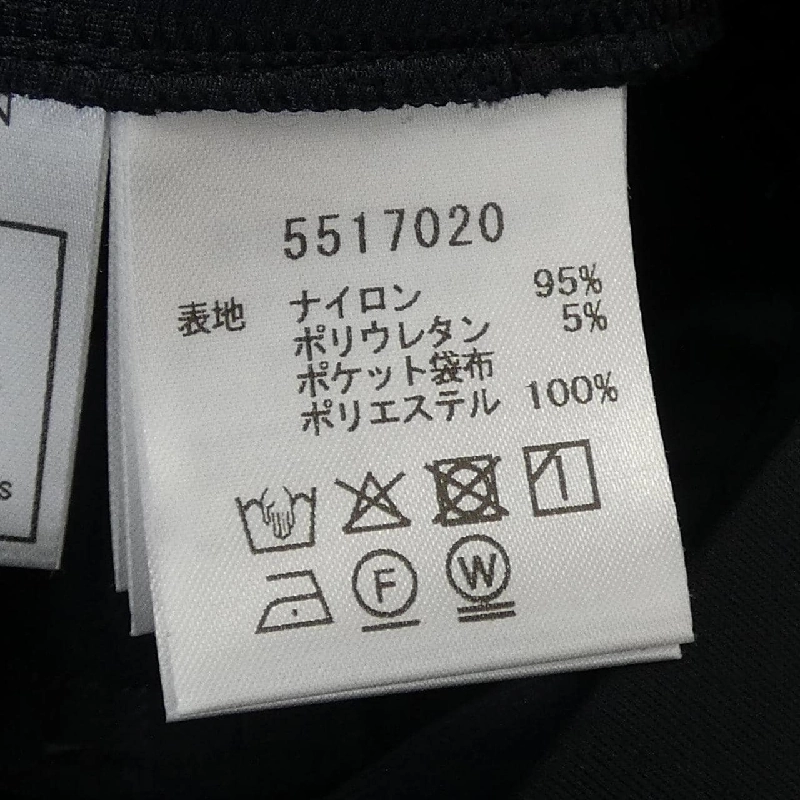 5517020
表地 ナイロン 95%
ポリウレタン 5%
ポケット袋布
ポリエステル 100%
F W
N
s